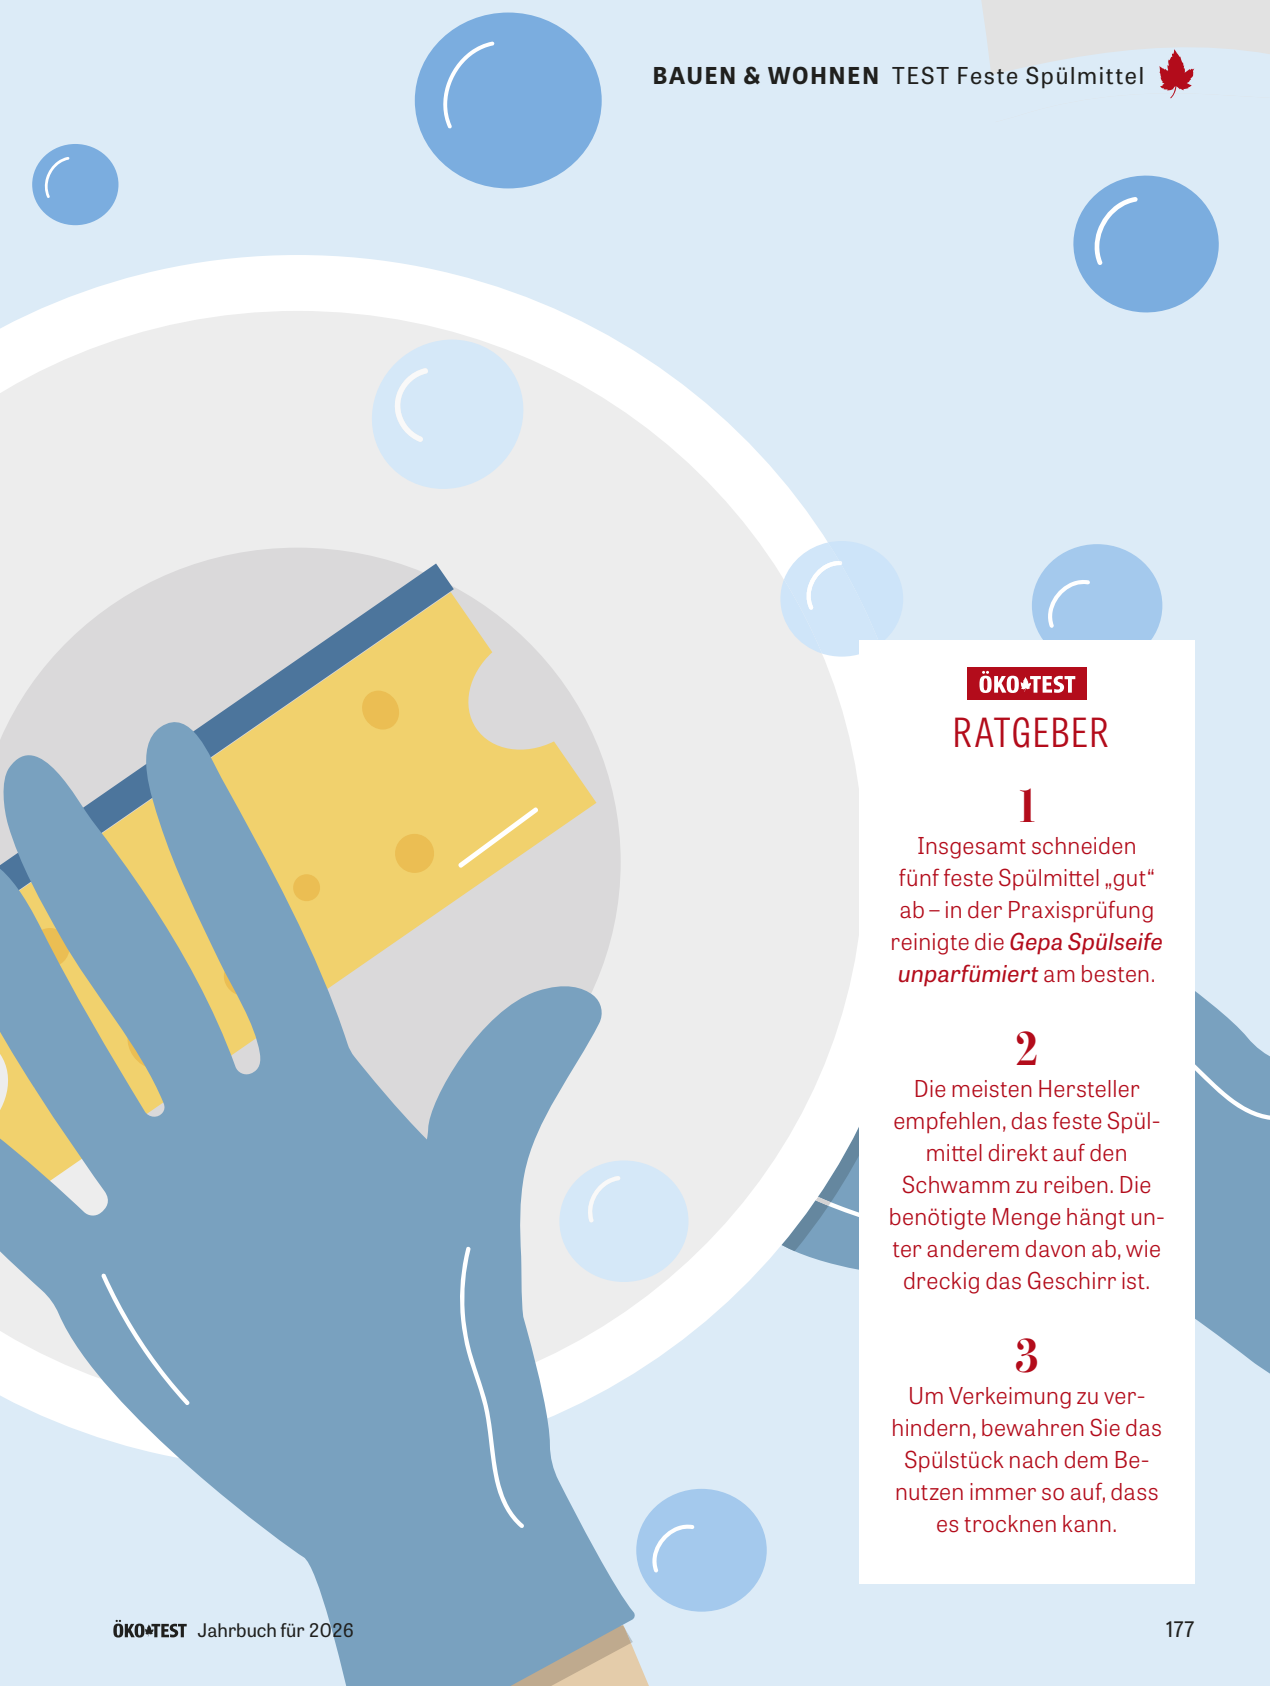 BAUEN & WOHNEN TEST Feste Spülmittel
ÖKO TEST
RATGEBER
1
Insgesamt schneiden
fünf feste Spülmittel „gut“
ab – in der Praxisprüfung
reinigte die Gepa Spülseife
unparfümiert am besten.
2
Die meisten Hersteller
empfehlen, das feste Spül-
mittel direkt auf den
Schwamm zu reiben. Die
benötigte Menge hängt un-
ter anderem davon ab, wie
dreckig das Geschirr ist.
3
Um Verkeimung zu ver-
hindern, bewahren Sie das
Spülstück nach dem Be-
nutzen immer so auf, dass
es trocknen kann.
ÖKO TEST Jahrbuch für 2026
177